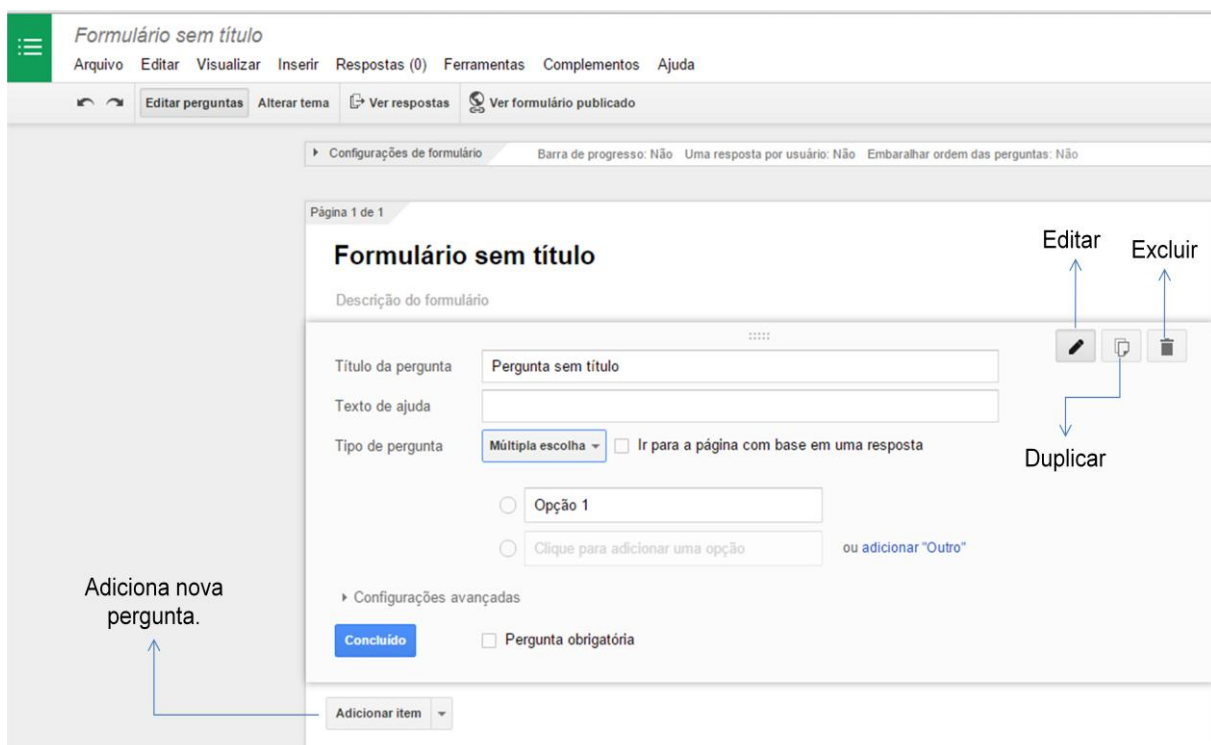 Formulário sem título
Arquivo Editar Visualizar Inserir Respostas (0) Ferramentas Complementos Ajuda
Editar perguntas Alterar tema Ver respostas Ver formulário publicado
Configurações de formulário Barra de progresso: Não Uma resposta por usuário: Não Embaralhar ordem das perguntas: Não
Página 1 de 1
Formulário sem título
Editar Excluir
Descrição do formulário
Título da pergunta Pergunta sem título
Texto de ajuda
Tipo de pergunta Múltipla escolha Ir para a página com base em uma resposta
Duplicar
Opção 1
Clique para adicionar uma opção ou adicionar "Outro"
Adiciona nova
pergunta.
Configurações avançadas
Concluído Pergunta obrigatória
Adicionar item